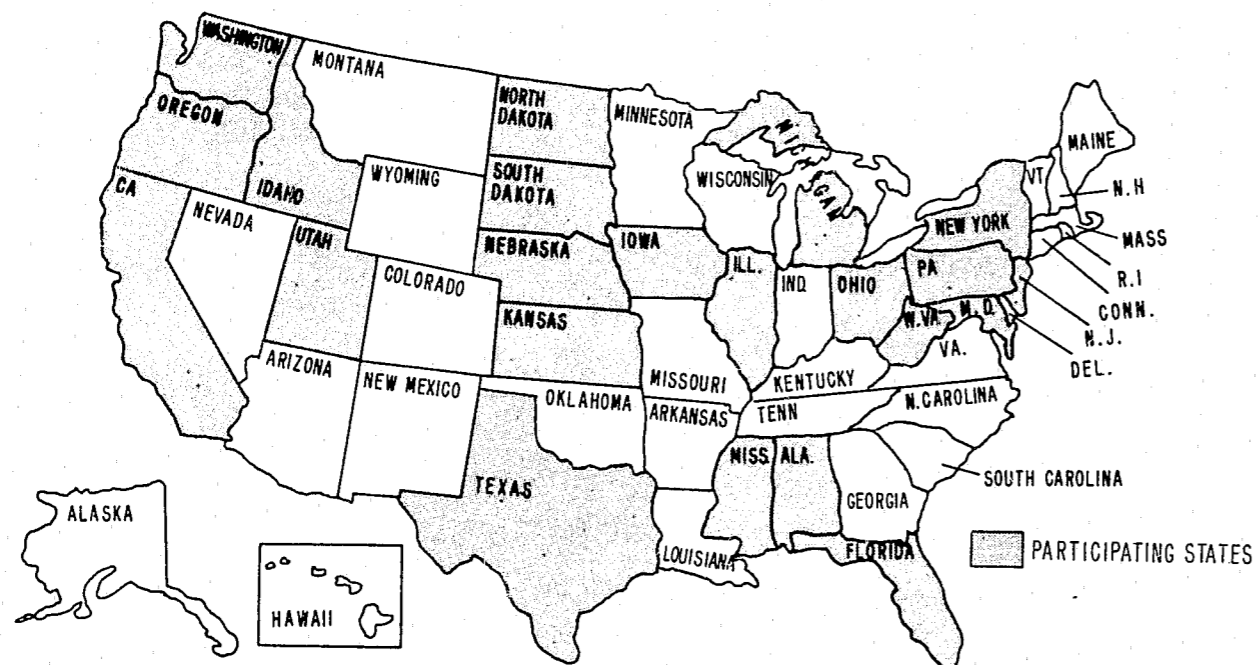 WASHINGTON
MONTANA
NORTH
DAKOTA
MINNESOTA
MICHIGAN
MAINE
OREGON
IDAHO
WYOMING
SOUTH
DAKOTA
WISCONSIN
VT.
N.H
CA
NEVADA
UTAH
NEBRASKA
IOWA
NEW YORK
MASS
COLORADO
ILL.
IND.
OHIO
PA
R.I
KANSAS
W.VA.
M.D.
CONN.
N.J.
ARIZONA
NEW MEXICO
MISSOURI
KENTUCKY
VA.
DEL.
OKLAHOMA
ARKANSAS
TENN
N.CAROLINA
TEXAS
MISS.
ALA.
SOUTH CAROLINA
GEORGIA
ALASKA
LOUISIANA
FLORIDA
PARTICIPATING STATES
HAWAII